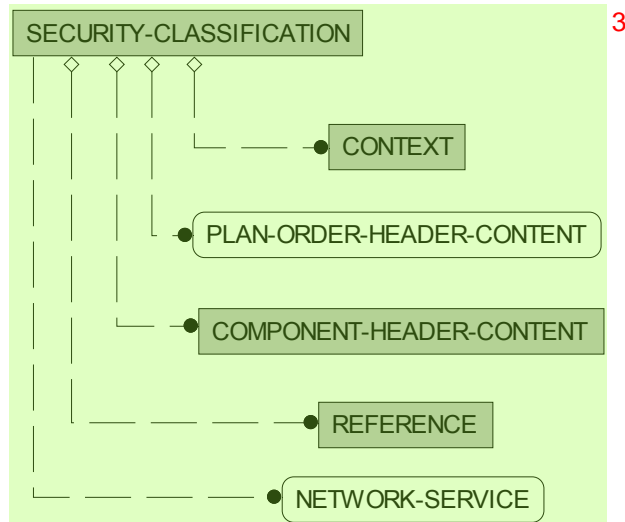 SECURITY-CLASSIFICATION
3
CONTEXT
PLAN-ORDER-HEADER-CONTENT
COMPONENT-HEADER-CONTENT
REFERENCE
NETWORK-SERVICE